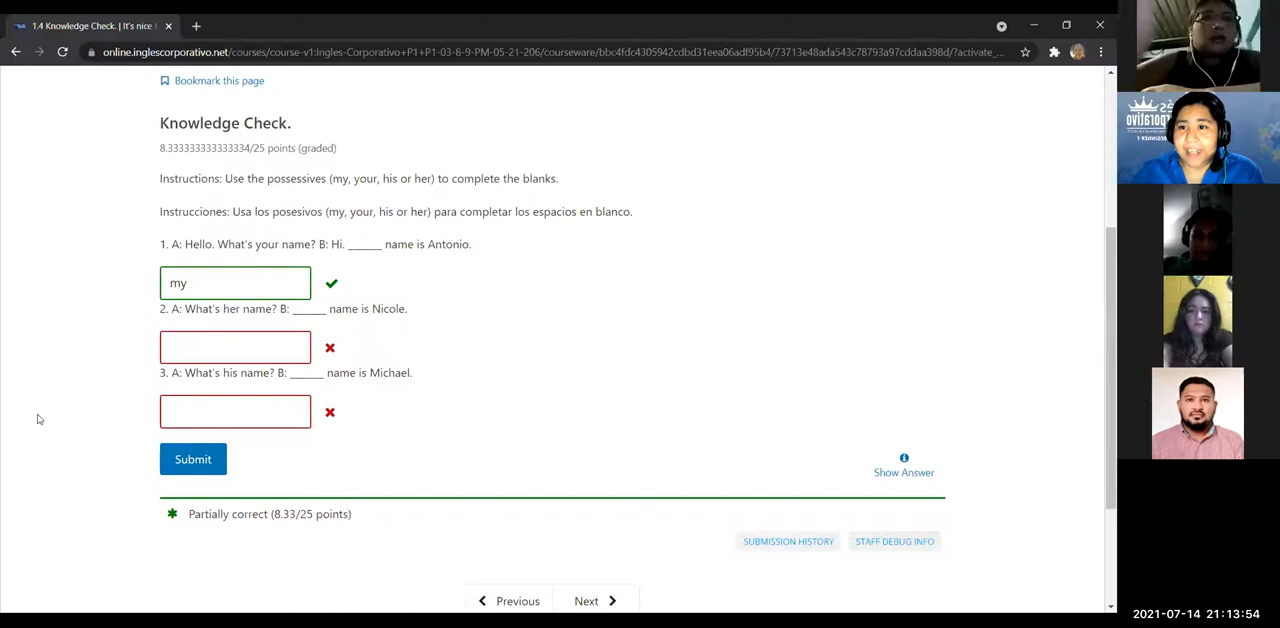 1.4 Knowledge Check. | It's nice !
online.inglescorporativo.net/courses/course-v1:Ingles-Corporativo+P1+P1-03-8-9-PM-05-21-206/courseware/bbc4fdc4305942cdbd31eea06adf95b4/73713e48ada543c78793a97cddaa398d/?activate_...
Bookmark this page
Knowledge Check.
8.333333333333334/25 points (graded)
Instructions: Use the possessives (my, your, his or her) to complete the blanks.
Instrucciones: Usa los posesivos (my, your, his or her) para completar los espacios en blanco.
1. A: Hello. What's your name? B: Hi. ______ name is Antonio.
my
2. A: What's her name? B: ______ name is Nicole.
3. A: What's his name? B: ______ name is Michael.
Submit
Show Answer
Partially correct (8.33/25 points)
SUBMISSION HISTORY STAFF DEBUG INFO
Previous Next
2021-07-14 21:13:54